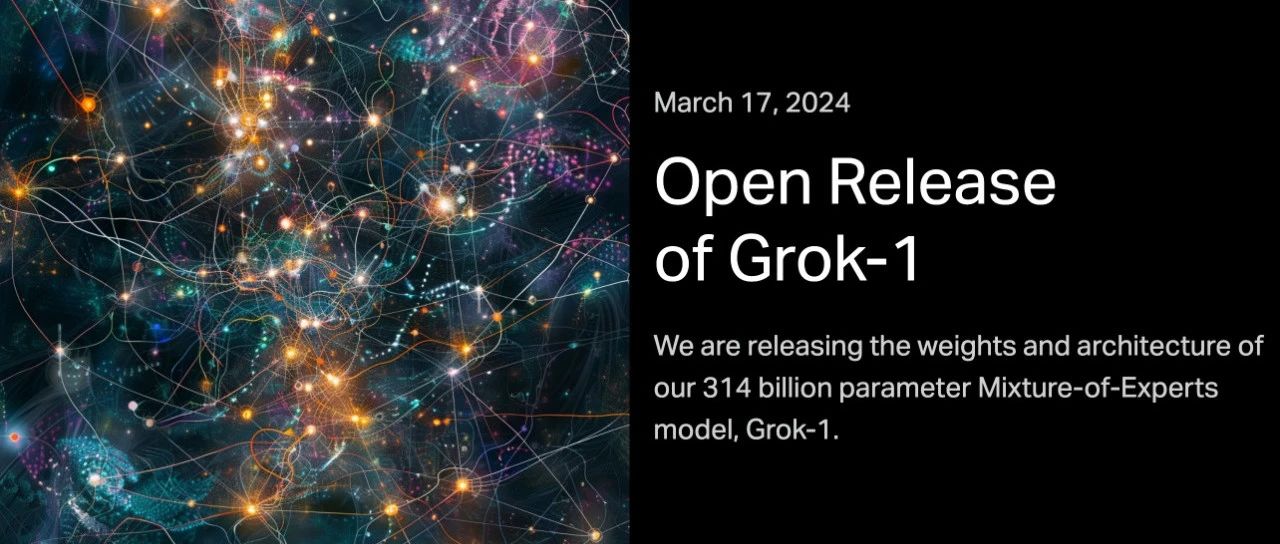 March 17, 2024
Open Release
of Grok-1
We are releasing the weights and architecture of
our 314 billion parameter Mixture-of-Experts
model, Grok-1.